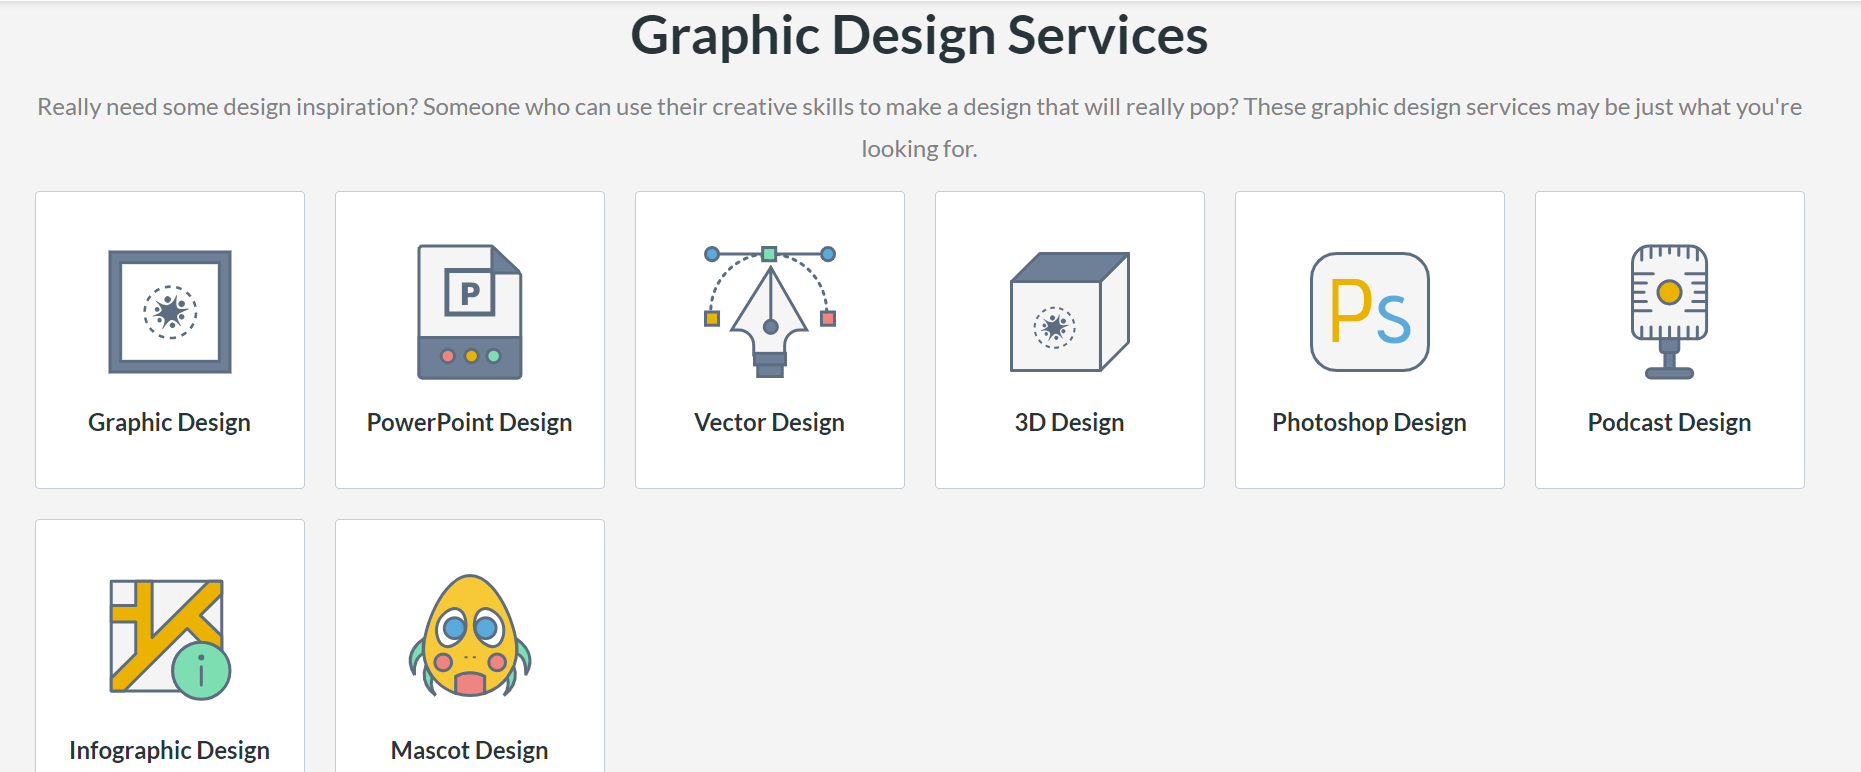 Graphic Design Services
Really need some design inspiration? Someone who can use their creative skills to make a design that will really pop? These graphic design services may be just what you're
looking for.
P
Ps
Graphic Design
PowerPoint Design
Vector Design
3D Design
Photoshop Design
Podcast Design
i
Infographic Design
Mascot Design